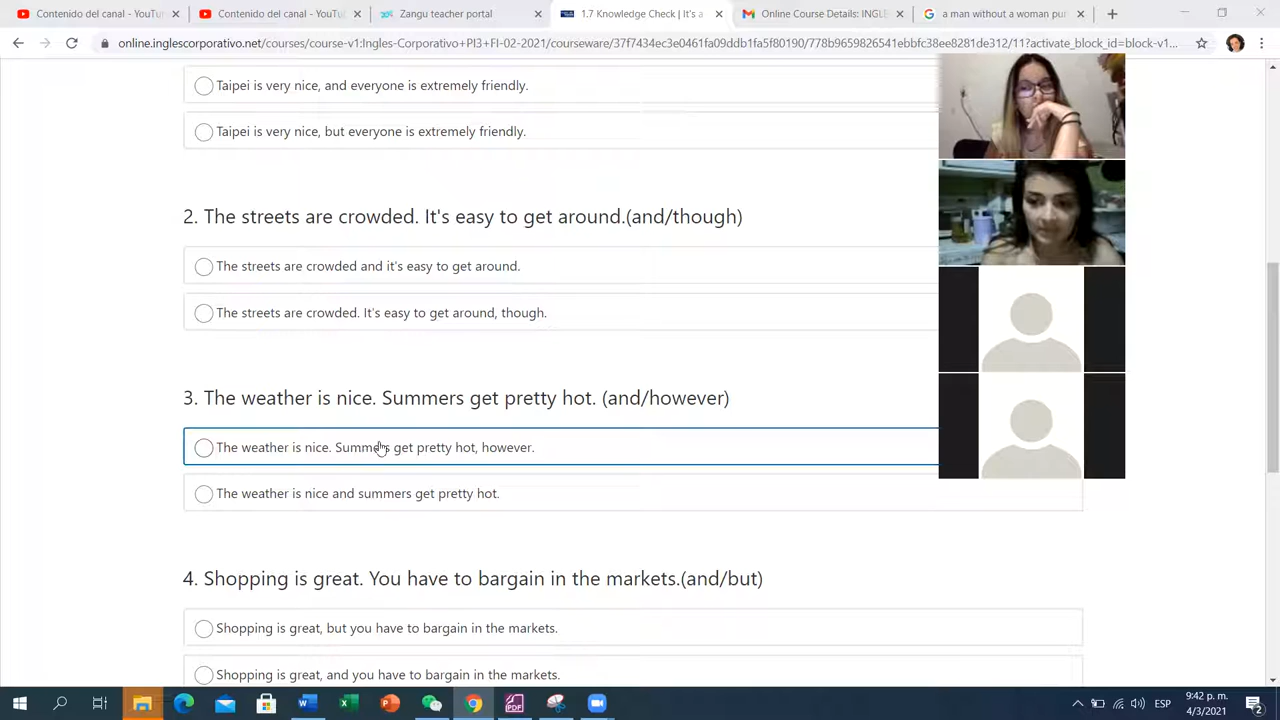 Contenido del canal - YouTu
Contenido del canal - YouTu
Zangu teacher portal
1.7 Knowledge Check | It's a
Online Course Details: INGLE
a man without a woman pu
online.inglescorporativo.net/courses/course-v1:Ingles-Corporativo+PI3+FI-02-2021/courseware/37f7434ec3e0461fa09ddb1fa5f80190/778b9659826541ebbfc38ee8281de312/11?activate_block_id=block-v1...
Taipei is very nice, and everyone is extremely friendly.
Taipei is very nice, but everyone is extremely friendly.
2. The streets are crowded. It's easy to get around.(and/though)
The streets are crowded and it's easy to get around.
The streets are crowded. It's easy to get around, though.
3. The weather is nice. Summers get pretty hot. (and/however)
The weather is nice. Summers get pretty hot, however.
The weather is nice and summers get pretty hot.
4. Shopping is great. You have to bargain in the markets.(and/but)
Shopping is great, but you have to bargain in the markets.
Shopping is great, and you have to bargain in the markets.
ESP
9:42 p. m.
4/3/2021
2